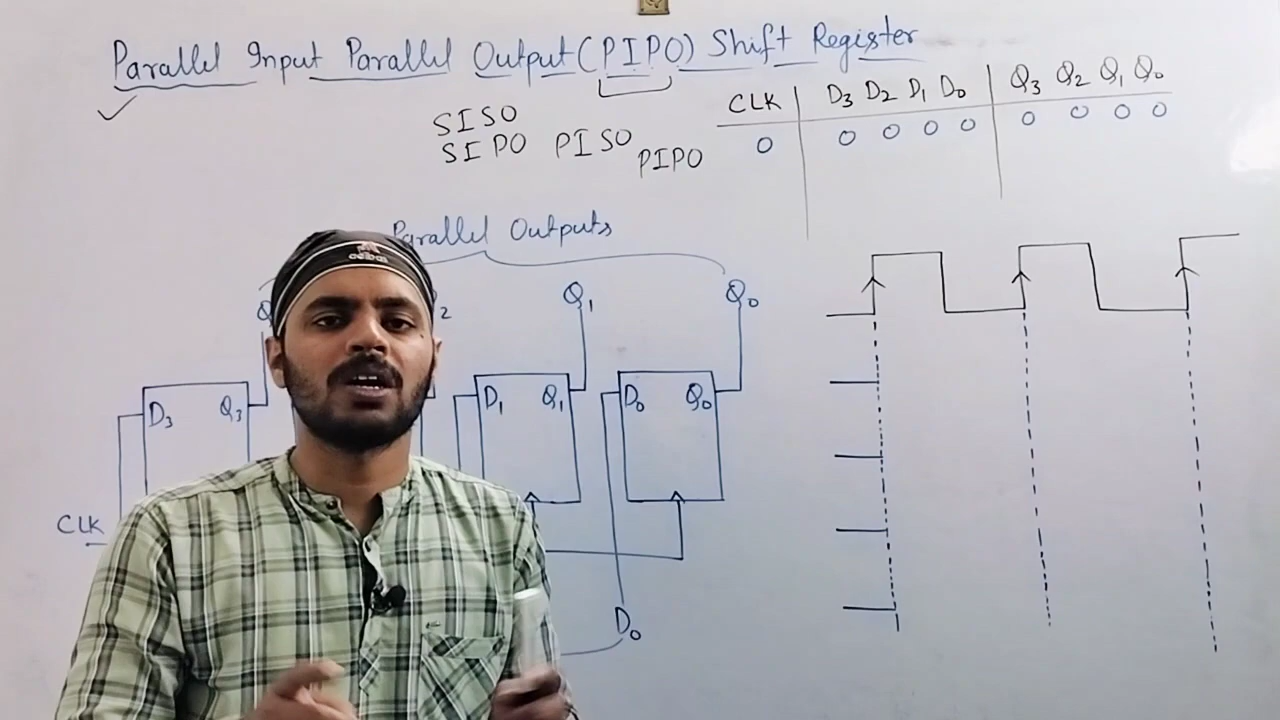 Parallel Input Parallel Output (PIPO) Shift Register
SISO
SIPO PISO
PIPO
CLK D3 D2 D1 D0 Q3 Q2 Q1 Q0
0 0 0 0 0 0 0 0 0
Parallel Outputs
2 Q1 Q0
D3 Q3 D1 Q1 D0 Q0
CLK
D0